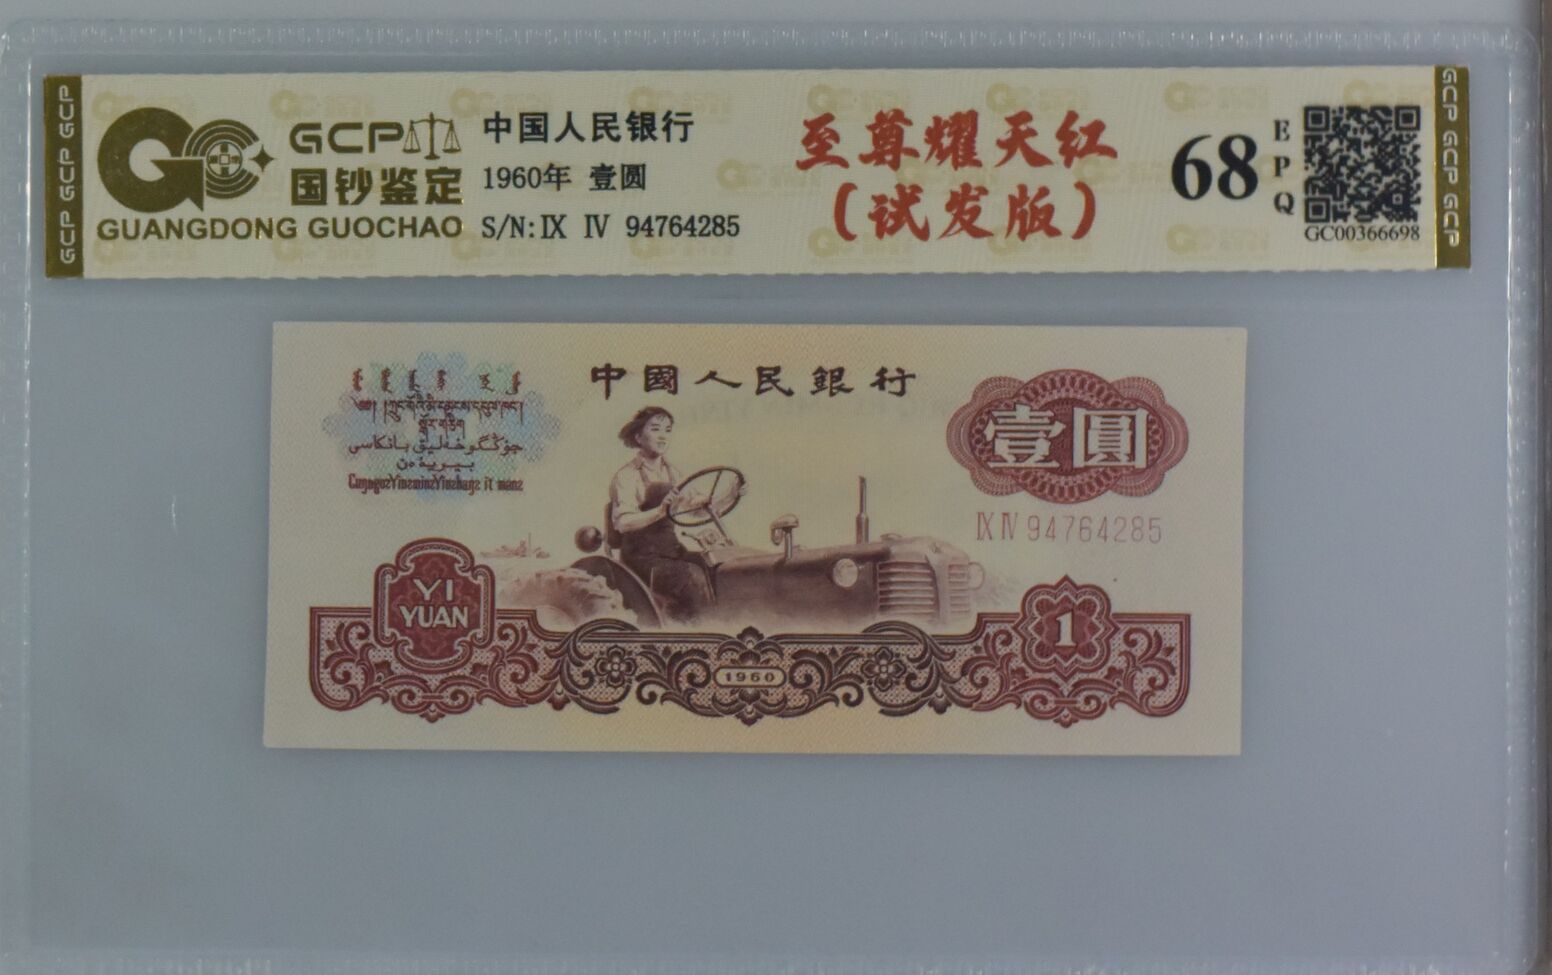 GCP GCP GCP
GCP
国钞鉴定
GUANGDONG GUOCHAO
中国人民银行
1960年 壹圆
S/N:IX IV 94764285
至尊耀天红
(试发版)
68
EPQ
GC00366698
GCP GCP GCP
中國人民銀行
壹圓
IX IV 94764285
YI
YUAN
1960
1